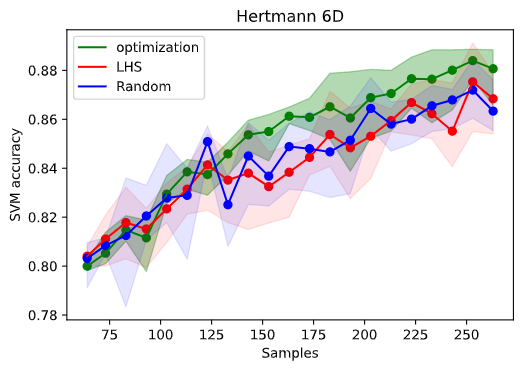 Hertmann 6D
optimization
LHS
Random
SVM accuracy
0.88
0.86
0.84
0.82
0.80
0.78
75 100 125 150 175 200 225 250
Samples